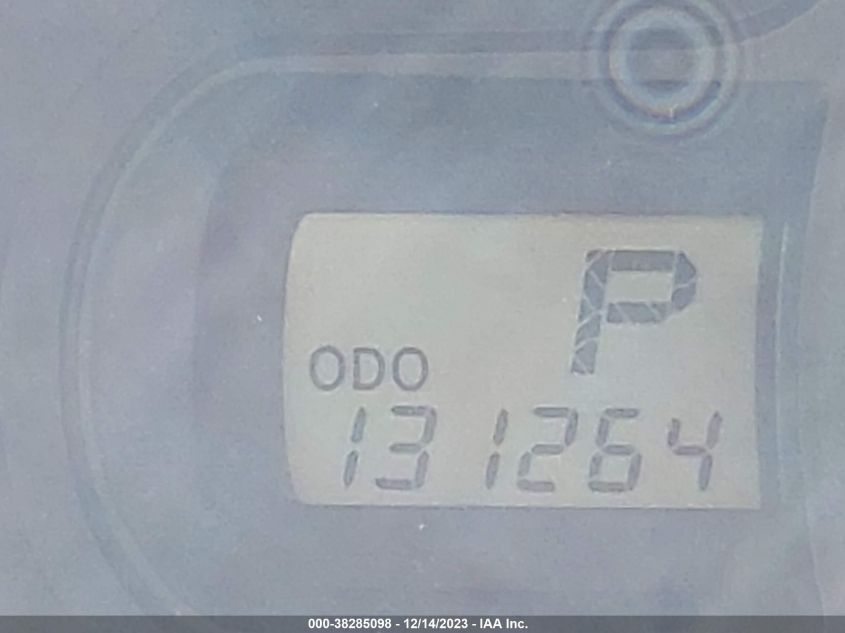 P
ODO
131264
000-38285098 - 12/14/2023 - IAA Inc.